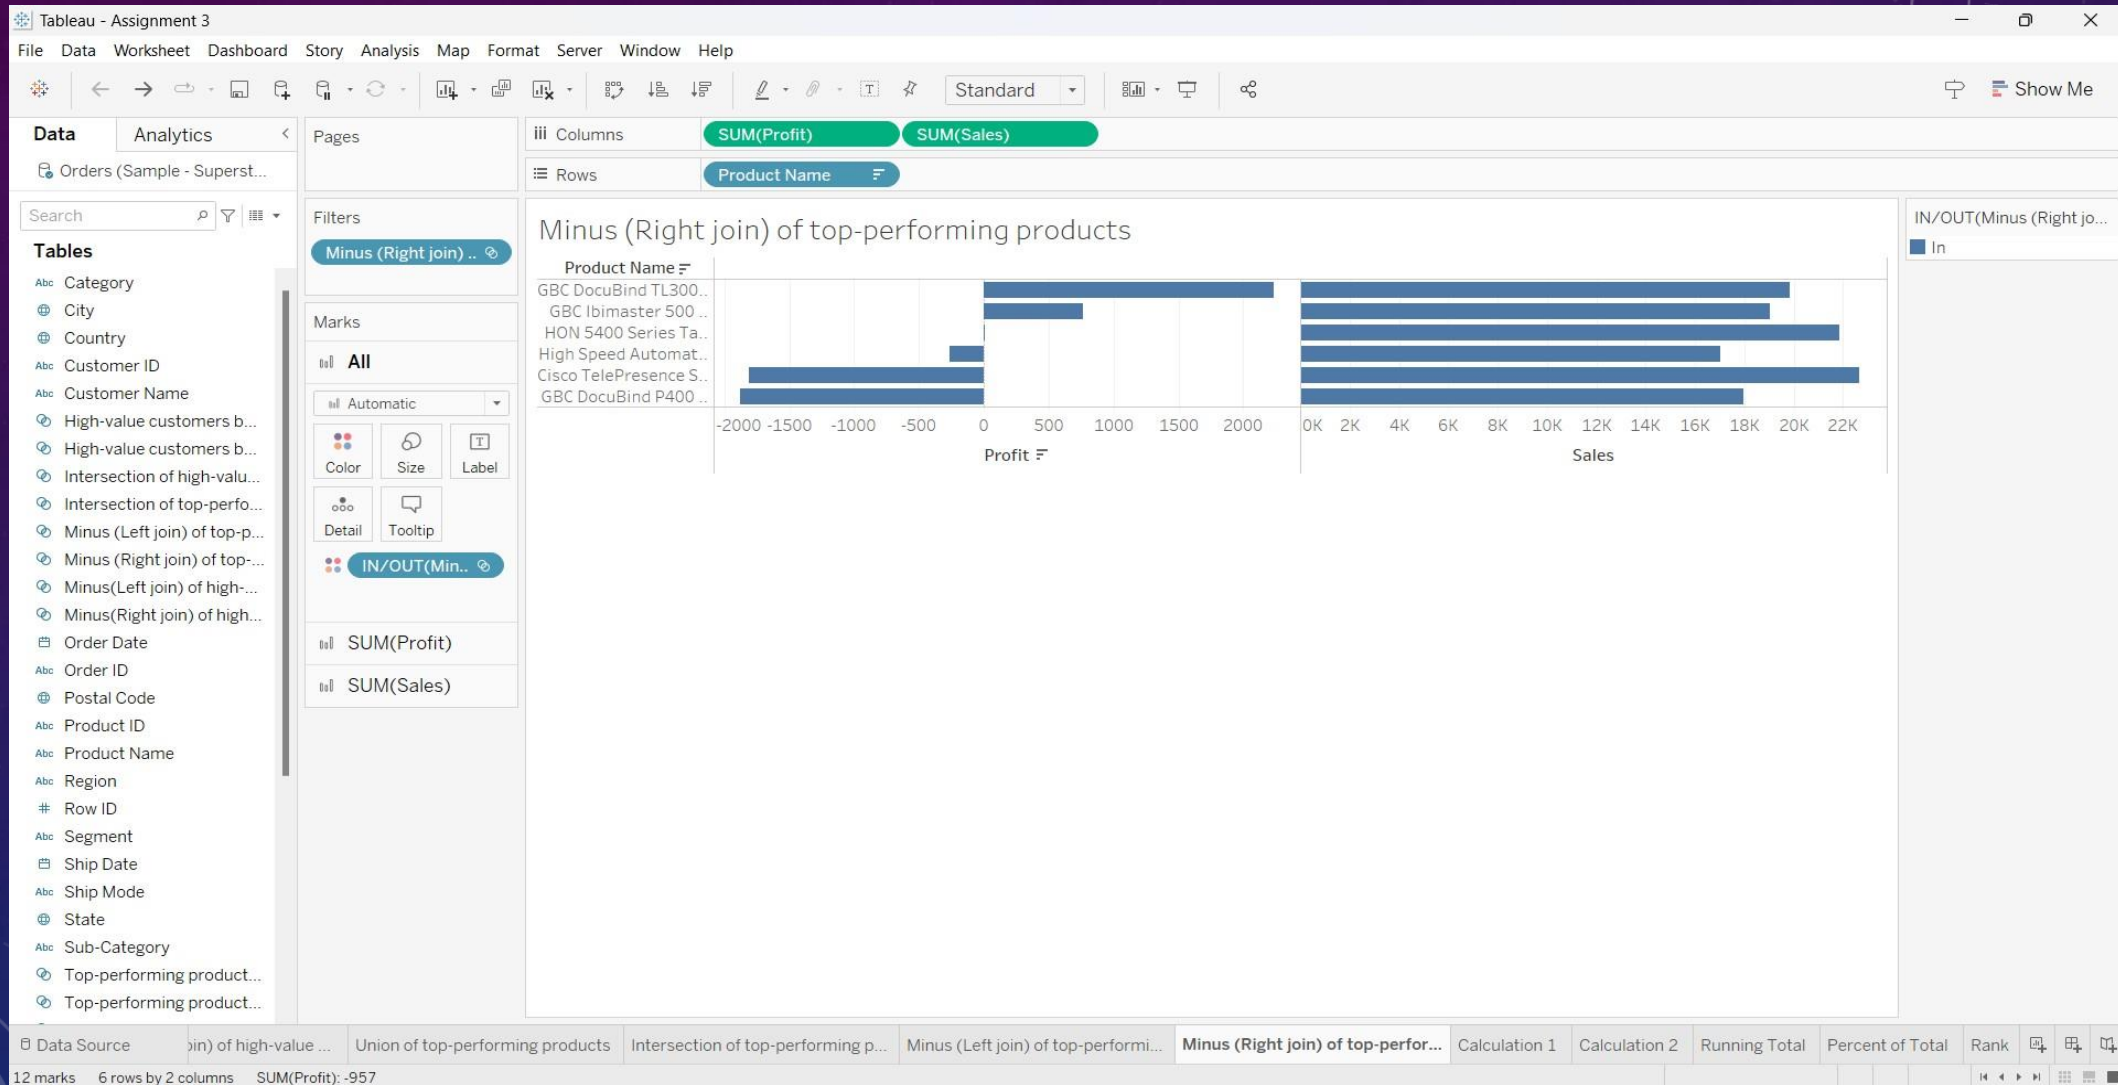 Tableau - Assignment 3
File Data Worksheet Dashboard Story Analysis Map Format Server Window Help
Standard
Show Me
Data Analytics
Orders (Sample - Superst...
Search
Tables
Category
City
Country
Customer ID
Customer Name
High-value customers b...
High-value customers b...
Intersection of high-valu...
Intersection of top-perfo...
Minus (Left join) of top-p...
Minus (Right join) of top-...
Minus(Left join) of high-...
Minus(Right join) of high...
Order Date
Order ID
Postal Code
Product ID
Product Name
Region
Row ID
Segment
Ship Date
Ship Mode
State
Sub-Category
Top-performing product...
Top-performing product...
Pages
Filters
Minus (Right join) ..
Marks
All
Automatic
Color Size Label
Detail Tooltip
IN/OUT(Min..
SUM(Profit)
SUM(Sales)
Columns SUM(Profit) SUM(Sales)
Rows Product Name
Minus (Right join) of top-performing products
Product Name
GBC DocuBind TL300..
GBC Ibimaster 500 ..
HON 5400 Series Ta..
High Speed Automat..
Cisco TelePresence S..
GBC DocuBind P400 ..
-2000 -1500 -1000 -500 0 500 1000 1500 2000
0K 2K 4K 6K 8K 10K 12K 14K 16K 18K 20K 22K
Profit
Sales
IN/OUT(Minus (Right jo...
In
Data Source oin) of high-value ... Union of top-performing products Intersection of top-performing p... Minus (Left join) of top-performi... Minus (Right join) of top-perfor... Calculation 1 Calculation 2 Running Total Percent of Total Rank
12 marks 6 rows by 2 columns SUM(Profit): -957